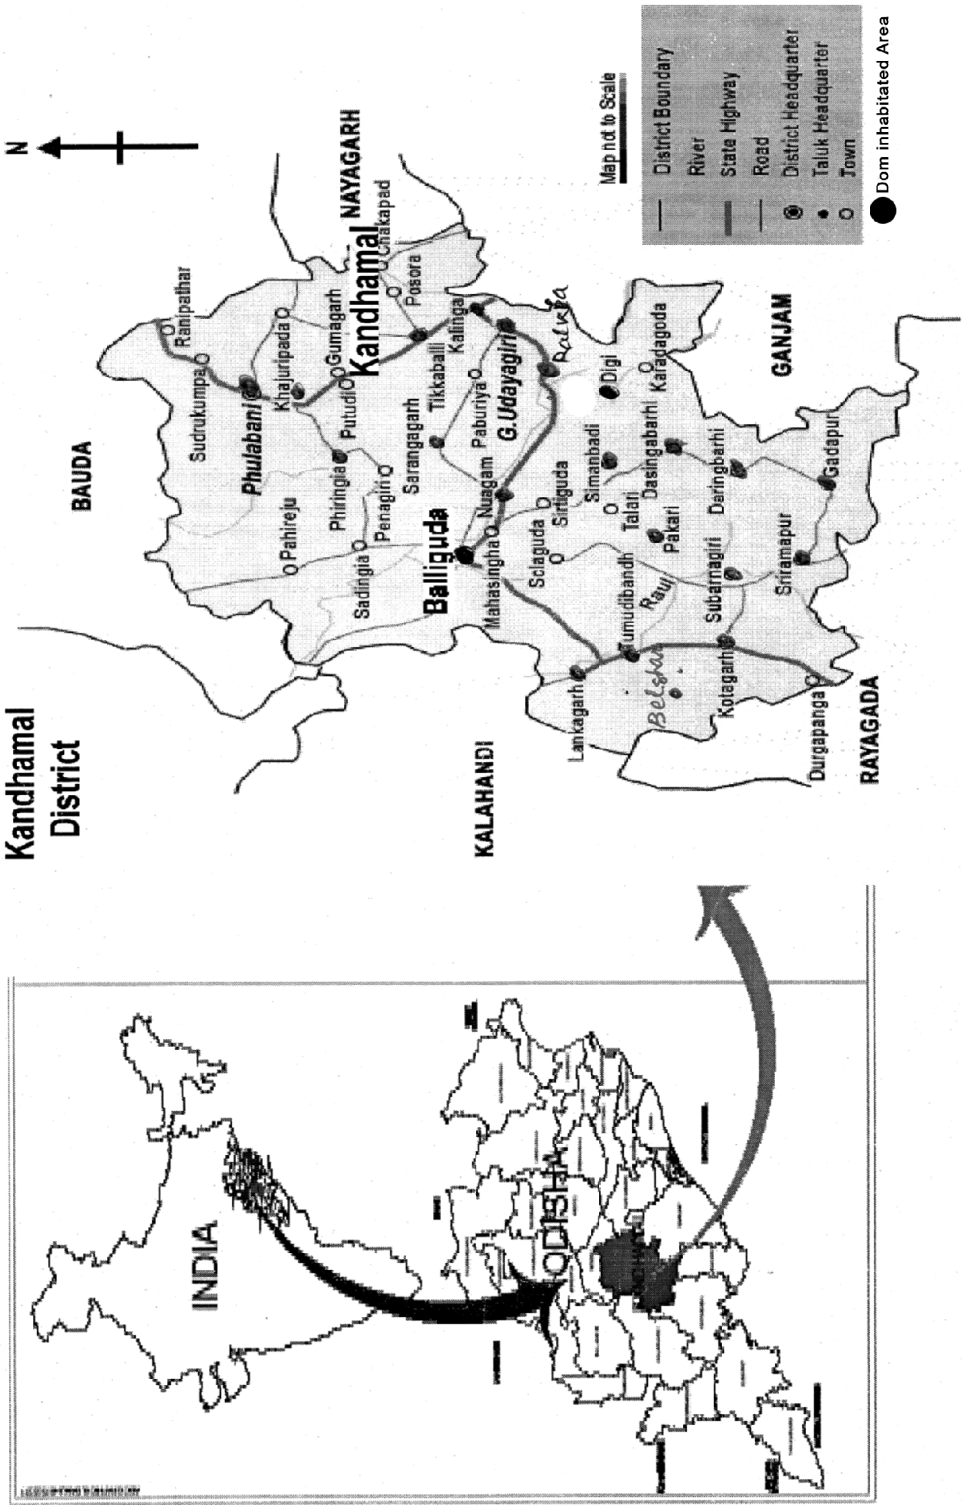 Kandhamal
District
N
BAUDA
NAYAGARH
KALAHANDI
GANJAM
RAYAGADA
Ranipathar
Sudrukumpa
Phulabani
Khajuripada
Gumagarh
Putudi
Kandhamal
Chakapad
Posora
Pahireju
Phiringia
Penagiri
Sadingia
Sarangagarh
Tikkaballi
Kalinga
Paburiya
G.Udayagiri
Raikia
Balliguda
Nuagam
Mahasingha
Sirtiguda
Sclaguda
Simanbadi
Digi
Karadagoda
Dasingbarhi
Talari
Pakari
Daringbarhi
Gadapur
Lankagarh
Tumudibandh
Rauj
Belghar
Subarnagiri
Sriramapur
Kotagarh
Durgapanga
Map not to Scale
District Boundary
River
State Highway
Road
District Headquarter
Taluk Headquarter
Town
Dom inhabitated Area
INDIA
ODISHA